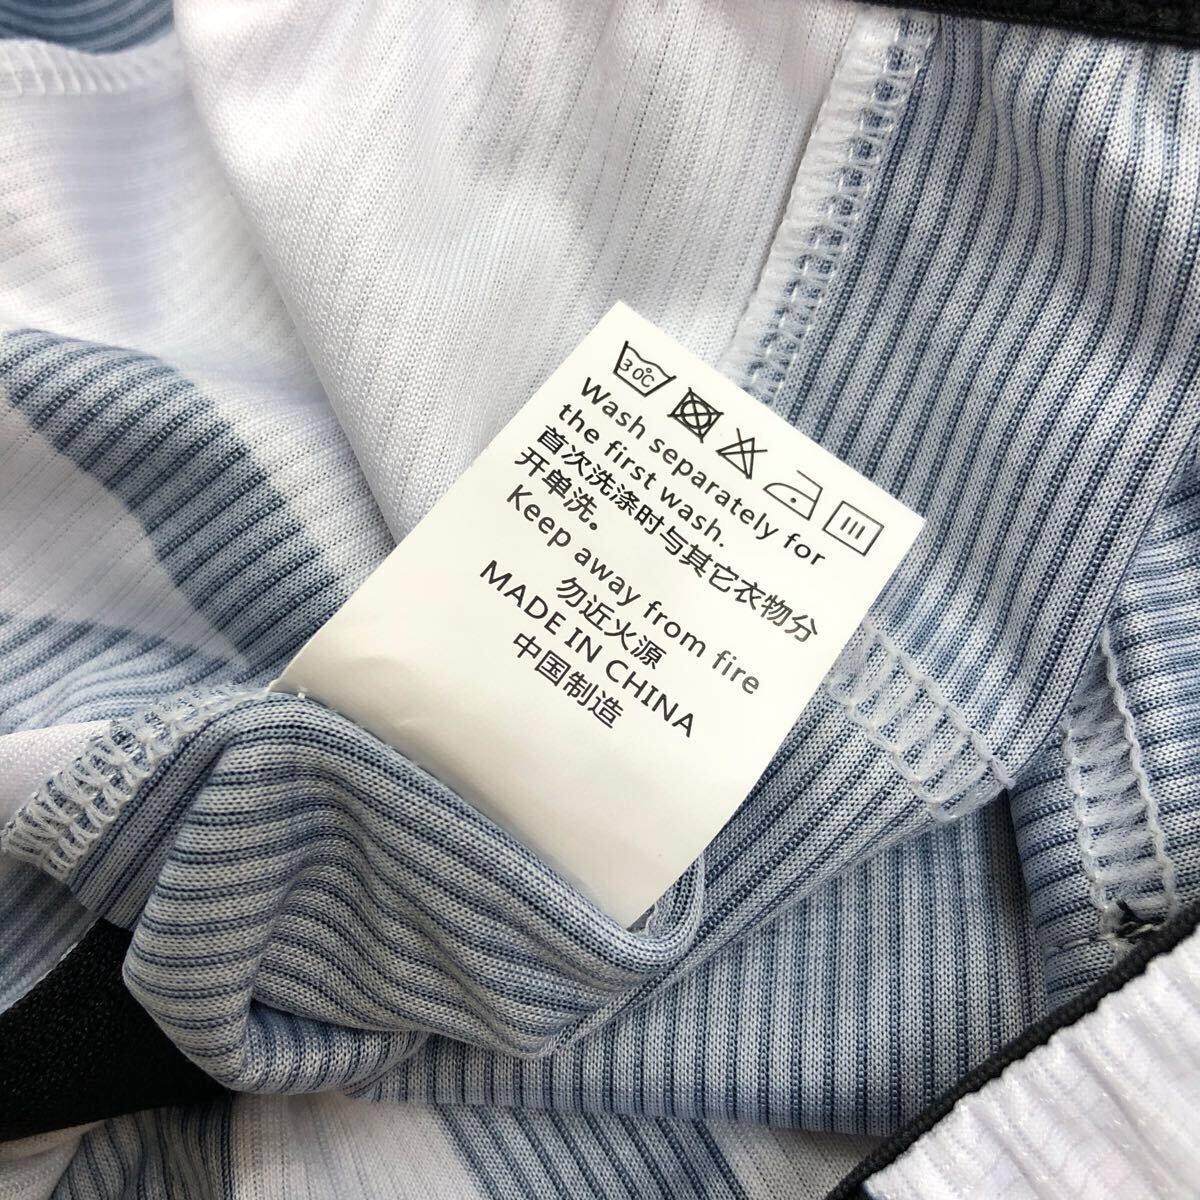 30℃
Wash separately for
the first wash.
首次洗涤时与其它衣物分
开单洗。
Keep away from fire
勿近火源
MADE IN CHINA
中国制造